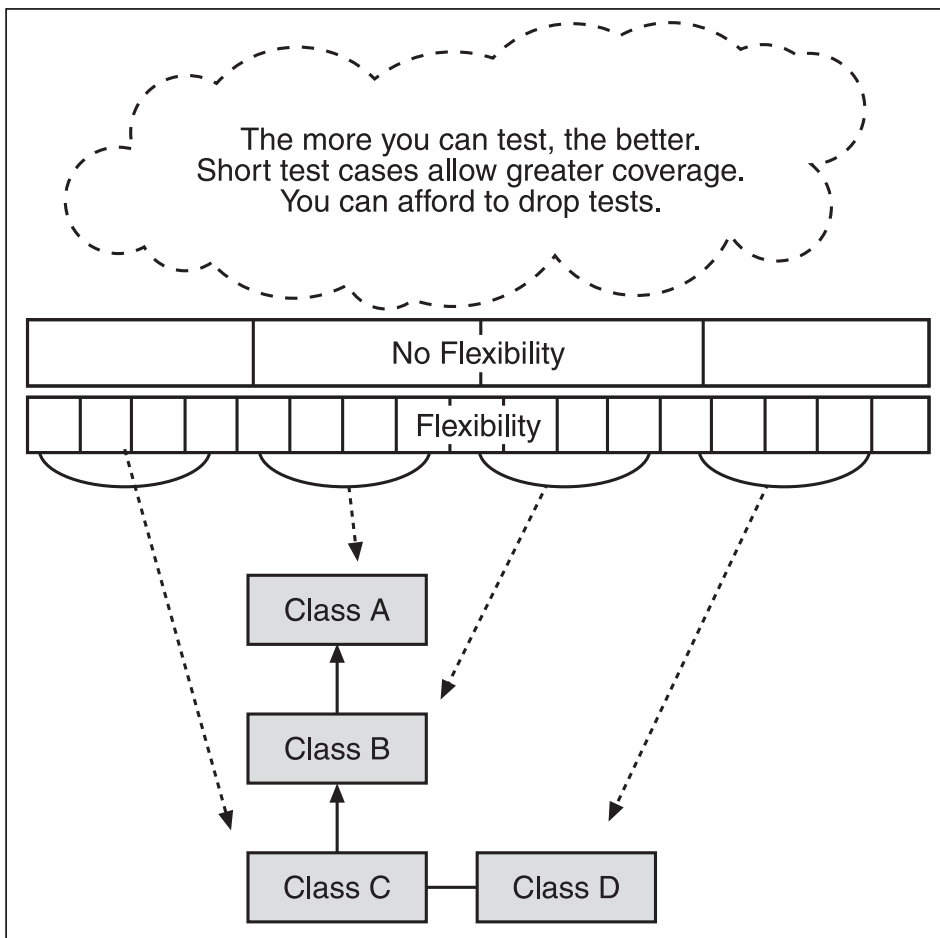 The more you can test, the better.
Short test cases allow greater coverage.
You can afford to drop tests.
No Flexibility
Flexibility
Class A
Class B
Class C
Class D